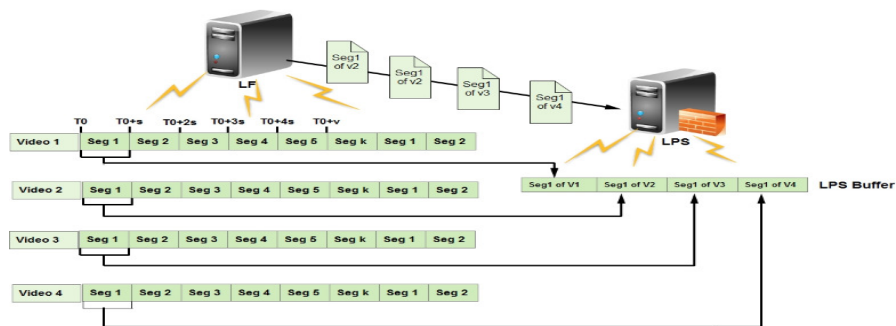 Seg1 of v2
Seg1 of v2
Seg1 of v3
Seg1 of v4
LF
LPS
T0 T0+s T0+2s T0+3s T0+4s T0+v
Video 1 Seg 1 Seg 2 Seg 3 Seg 4 Seg 5 Seg k Seg 1 Seg 2
Video 2 Seg 1 Seg 2 Seg 3 Seg 4 Seg 5 Seg k Seg 1 Seg 2
Seg1 of V1 Seg1 of V2 Seg1 of V3 Seg1 of V4 LPS Buffer
Video 3 Seg 1 Seg 2 Seg 3 Seg 4 Seg 5 Seg k Seg 1 Seg 2
Video 4 Seg 1 Seg 2 Seg 3 Seg 4 Seg 5 Seg k Seg 1 Seg 2